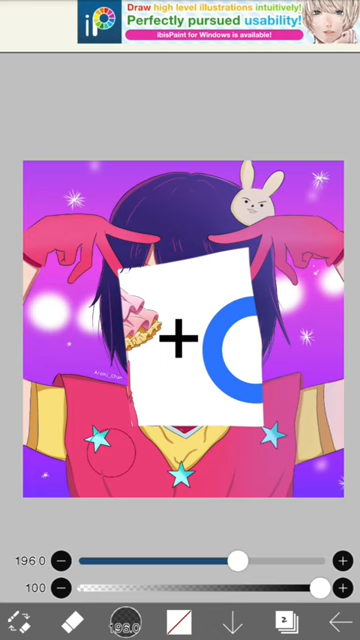 Draw high level illustrations intuitively!
Perfectly pursued usability!
ibisPaint for Windows is available!
iP
196.0
100
196.0
2